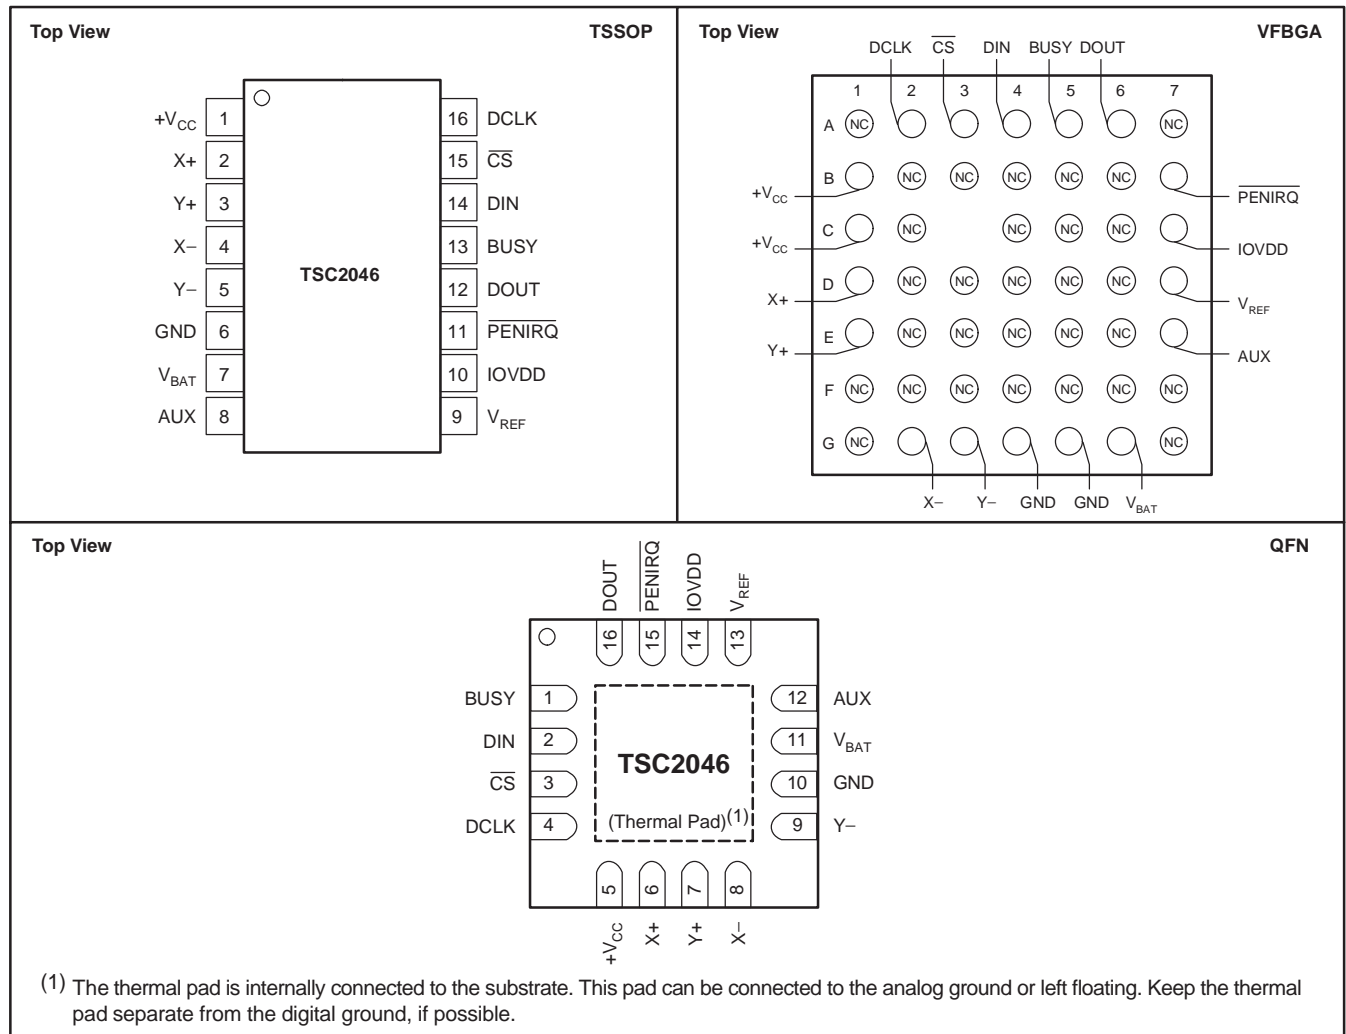 Top View TSSOP
+VCC 1 16 DCLK
X+ 2 15 CS
Y+ 3 14 DIN
X− 4 13 BUSY
TSC2046
Y− 5 12 DOUT
GND 6 11 PENIRQ
VBAT 7 10 IOVDD
AUX 8 9 VREF
Top View VFBGA
DCLK CS DIN BUSY DOUT
1 2 3 4 5 6 7
A NC NC
B NC NC NC NC NC
+VCC PENIRQ
C NC NC NC NC
+VCC IOVDD
D NC NC NC NC NC
X+ VREF
E NC NC NC NC NC
Y+ AUX
F NC NC NC NC NC NC NC
G NC NC
X− Y− GND GND VBAT
Top View QFN
DOUT PENIRQ IOVDD VREF
16 15 14 13
BUSY 1 12 AUX
DIN 2 11 VBAT
TSC2046
CS 3 10 GND
DCLK 4 (Thermal Pad)(1) 9 Y−
5 6 7 8
+VCC X+ Y+ X−
(1) The thermal pad is internally connected to the substrate. This pad can be connected to the analog ground or left floating. Keep the thermal
pad separate from the digital ground, if possible.